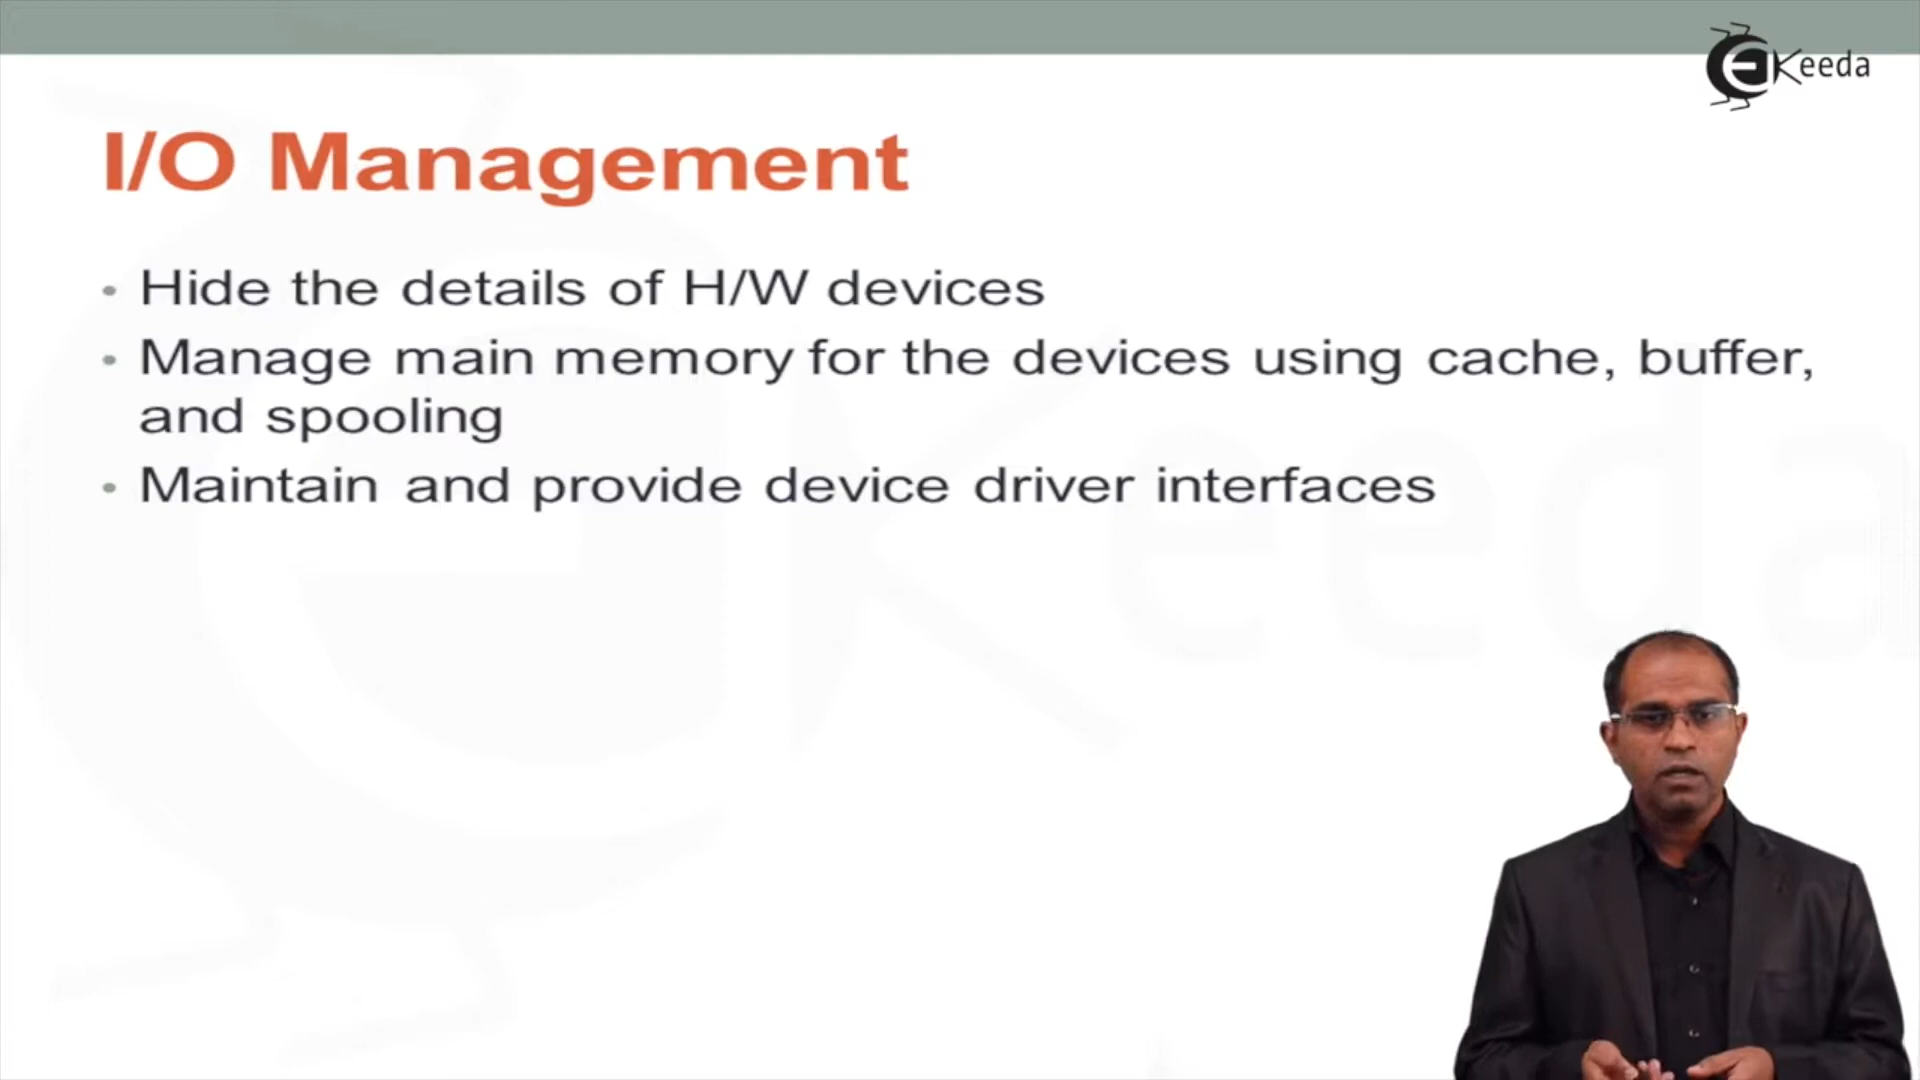 Ekeeda
I/O Management
• Hide the details of H/W devices
• Manage main memory for the devices using cache, buffer,
and spooling
• Maintain and provide device driver interfaces